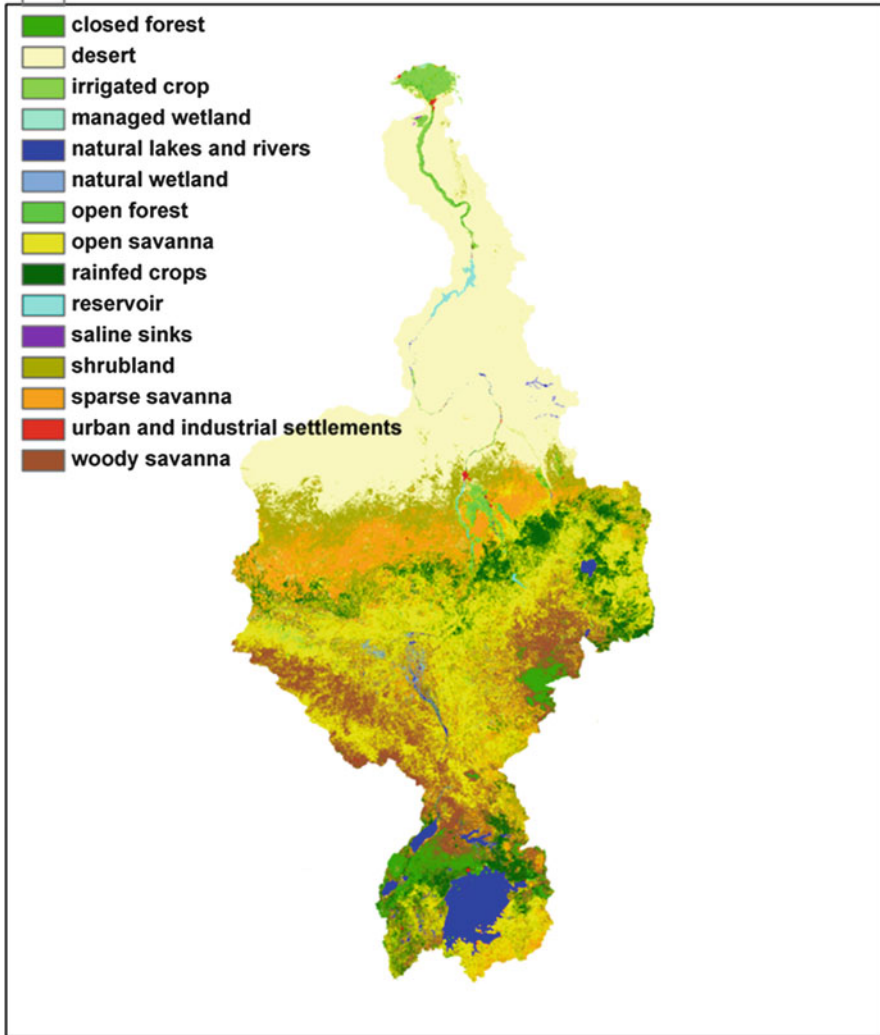 closed forest
desert
irrigated crop
managed wetland
natural lakes and rivers
natural wetland
open forest
open savanna
rainfed crops
reservoir
saline sinks
shrubland
sparse savanna
urban and industrial settlements
woody savanna